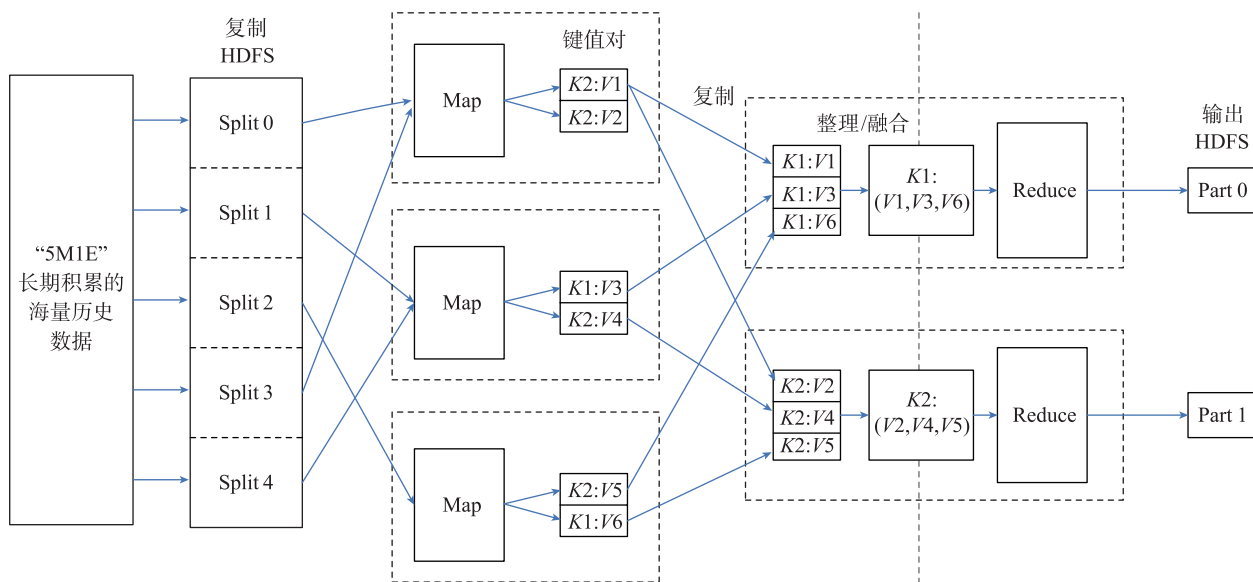 “5M1E”
长期积累的
海量历史
数据
复制
HDFS
Split 0
Split 1
Split 2
Split 3
Split 4
Map
键值对
K2:V1
K2:V2
Map
K1:V3
K2:V4
Map
K2:V5
K1:V6
复制
整理/融合
K1:V1
K1:V3
K1:V6
K1:
(V1,V3,V6)
Reduce
K2:V2
K2:V4
K2:V5
K2:
(V2,V4,V5)
Reduce
输出
HDFS
Part 0
Part 1